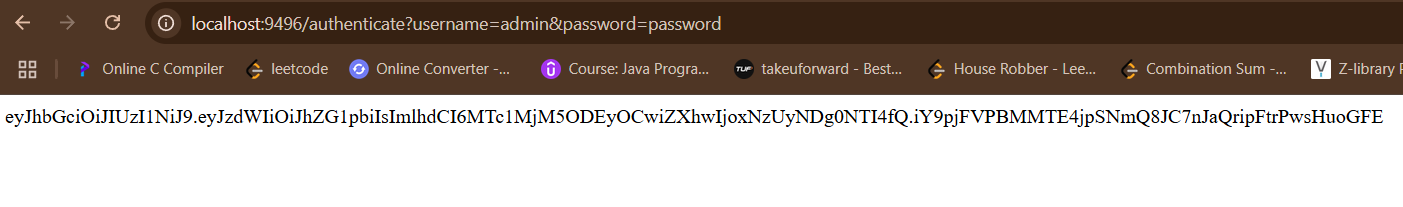 localhost:9496/authenticate?username=admin&password=password
Online C Compiler leetcode Online Converter -... Course: Java Progra... TUF takeuforward - Best... House Robber - Lee... Combination Sum -... Z-library P
eyJhbGciOiJIUzI1NiJ9.eyJzdWIiOiJhZG1pbiIsImlhdCI6MTc1MjM5ODEyOCwiZXhwIjoxNzUyNDg0NTI4fQ.iY9pjFVPBMMTE4jpSNmQ8JC7nJaQripFtrPwsHuoGFE